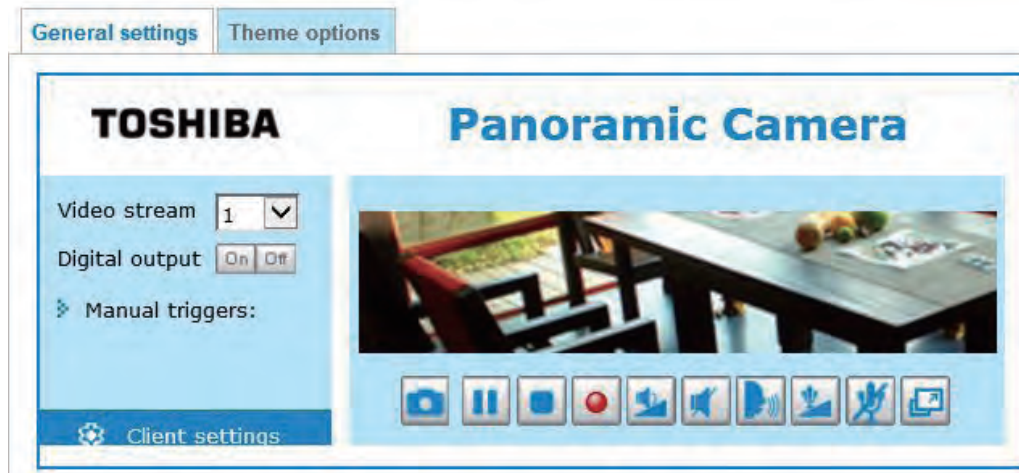 General settings Theme options
TOSHIBA Panoramic Camera
Video stream 1
Digital output On Off
Manual triggers:
Client settings